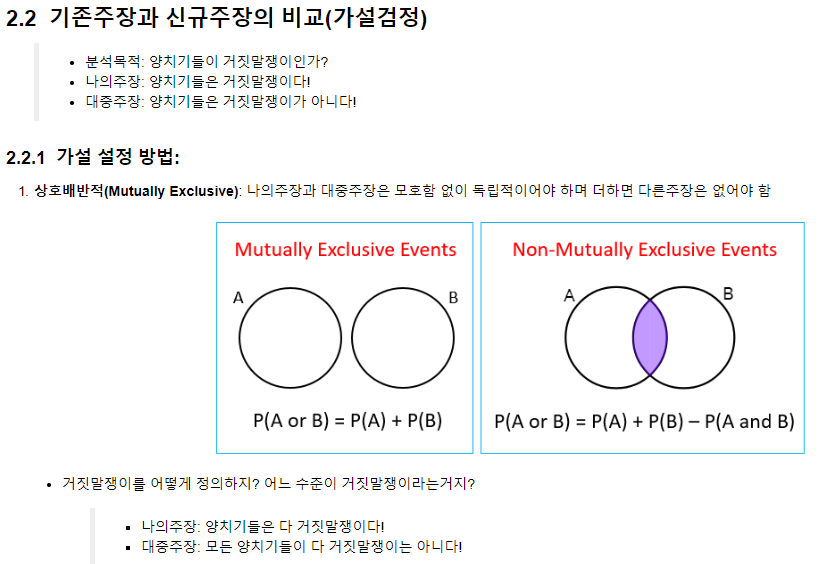 2.2 기존주장과 신규주장의 비교(가설검정)
분석목적: 양치기들이 거짓말쟁이인가?
나의주장: 양치기들은 거짓말쟁이다!
대중주장: 양치기들은 거짓말쟁이가 아니다!
2.2.1 가설 설정 방법:
1. 상호배반적(Mutually Exclusive): 나의주장과 대중주장은 모호함 없이 독립적이어야 하며 더하면 다른주장은 없어야 함
Mutually Exclusive Events
A
B
P(A or B) = P(A) + P(B)
Non-Mutually Exclusive Events
A
B
P(A or B) = P(A) + P(B) – P(A and B)
거짓말쟁이를 어떻게 정의하지? 어느 수준이 거짓말쟁이라는거지?
나의주장: 양치기들은 다 거짓말쟁이다!
대중주장: 모든 양치기들이 다 거짓말쟁이는 아니다!